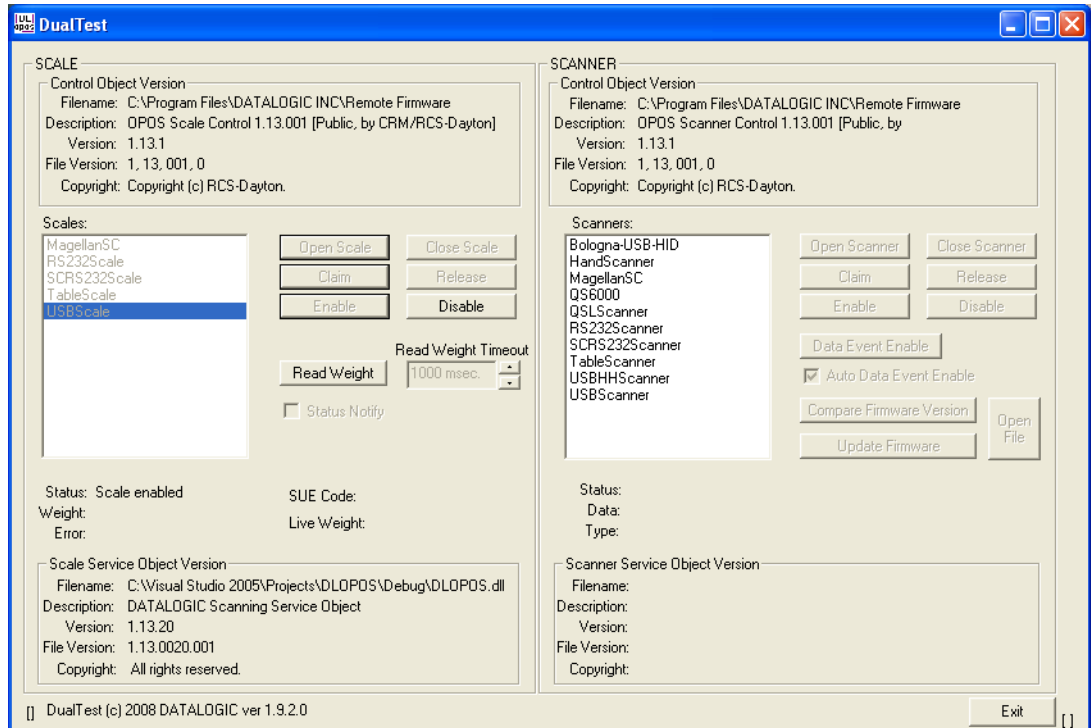 UL
opos
DualTest
SCALE
Control Object Version
Filename: C:\Program Files\DATALOGIC INC\Remote Firmware
Description: OPOS Scale Control 1.13.001 [Public, by CRM/RCS-Dayton]
Version: 1.13.1
File Version: 1, 13, 001, 0
Copyright: Copyright (c) RCS-Dayton.
Scales:
MagellanSC
RS232Scale
SCRS232Scale
TableScale
USBScale
Open Scale
Close Scale
Claim
Release
Enable
Disable
Read Weight Timeout
Read Weight
1000 msec.
Status Notify
Status: Scale enabled
Weight:
Error:
SUE Code:
Live Weight:
Scale Service Object Version
Filename: C:\Visual Studio 2005\Projects\DLOPOS\Debug\DLOPOS.dll
Description: DATALOGIC Scanning Service Object
Version: 1.13.20
File Version: 1.13.0020.001
Copyright: All rights reserved.
SCANNER
Control Object Version
Filename: C:\Program Files\DATALOGIC INC\Remote Firmware
Description: OPOS Scanner Control 1.13.001 [Public, by
Version: 1.13.1
File Version: 1, 13, 001, 0
Copyright: Copyright (c) RCS-Dayton.
Scanners:
Bologna-USB-HID
HandScanner
MagellanSC
QS6000
QSLScanner
RS232Scanner
SCRS232Scanner
TableScanner
USBHHScanner
USBScanner
Open Scanner
Close Scanner
Claim
Release
Enable
Disable
Data Event Enable
Auto Data Event Enable
Compare Firmware Version
Update Firmware
Open
File
Status:
Data:
Type:
Scanner Service Object Version
Filename:
Description:
Version:
File Version:
Copyright:
[] DualTest (c) 2008 DATALOGIC ver 1.9.2.0
Exit
[]